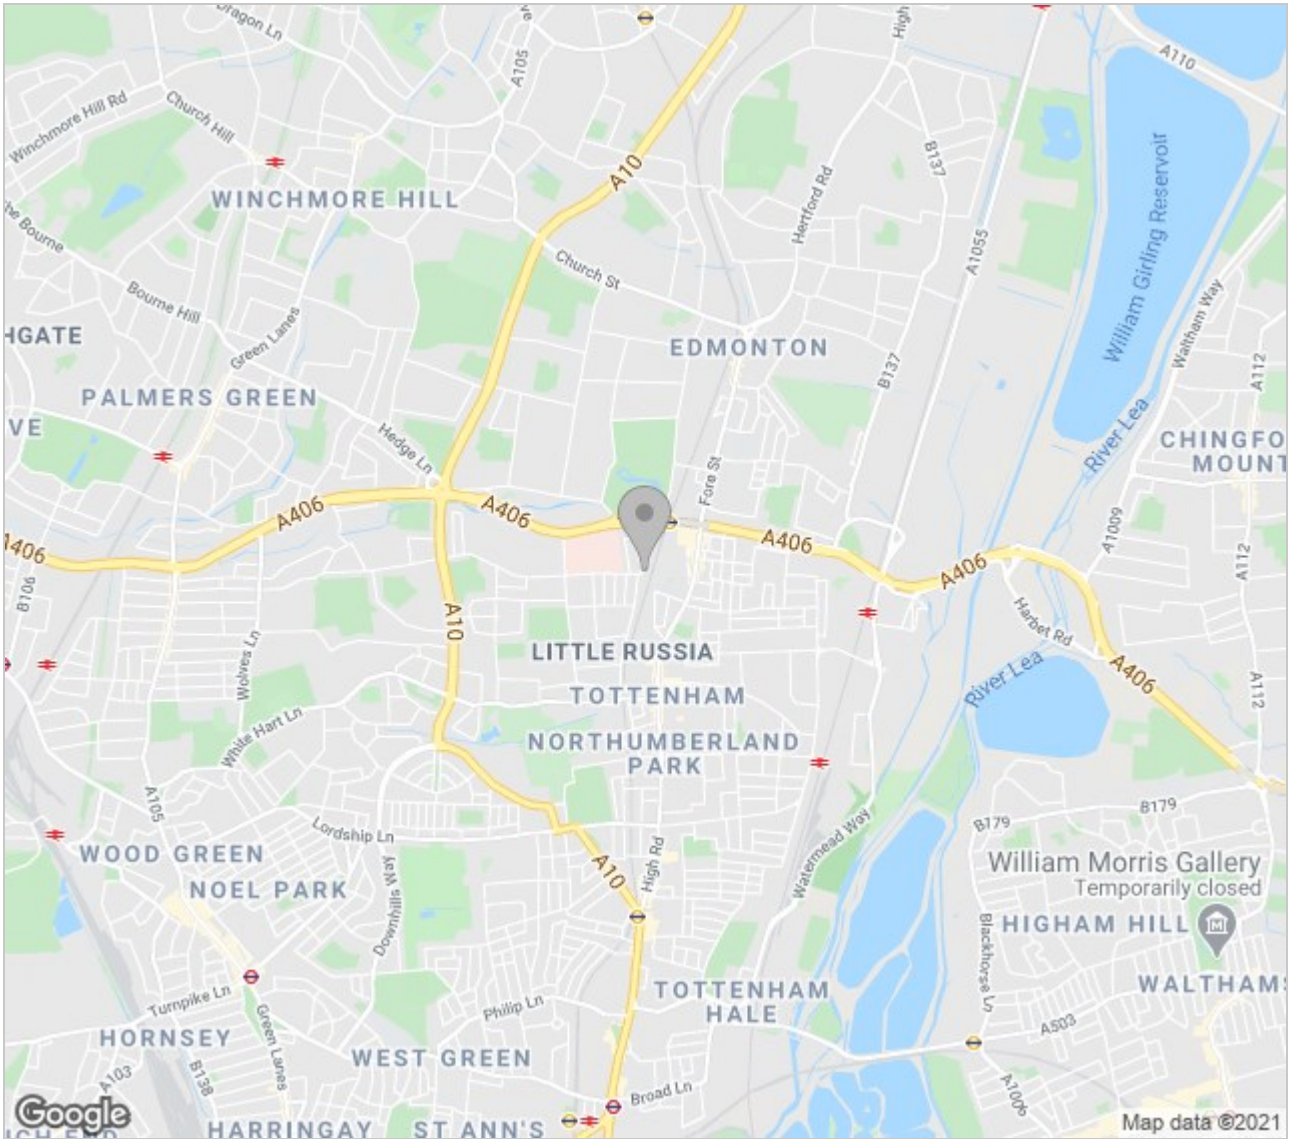 Dragon Ln
A105
High
A110
Winchmore Hill Rd
Church Hill
WINCHMORE HILL
A10
B137
Hertford Rd
William Girling Reservoir
A1055
Church St
Bourne
Bourne Hill
Green Lanes
Waltham Way
HGATE
EDMONTON
B137
A112
PALMERS GREEN
VE
Hedge Ln
River Lea
CHINGFO
MOUNT
Fore St
A406
A406
A406
A1009
A406
A406
A112
B106
A10
Harbet Rd
Wolves Ln
LITTLE RUSSIA
River Lea
A406
TOTTENHAM
A112
White Hart Ln
NORTHUMBERLAND
PARK
A105
B179
B179
Lordship Ln
Watermead Way
WOOD GREEN
A10
High Rd
William Morris Gallery
Temporarily closed
NOEL PARK
Downhills Way
HIGHAM HILL
Blackhorse Ln
TOTTENHAM
HALE
WALTHAMS
Turnpike Ln
Philip Ln
Green Lanes
A503
HORNSEY
WEST GREEN
A103
B138
Broad Ln
A1006
Google
HARRINGAY
ST ANN'S
Map data ©2021